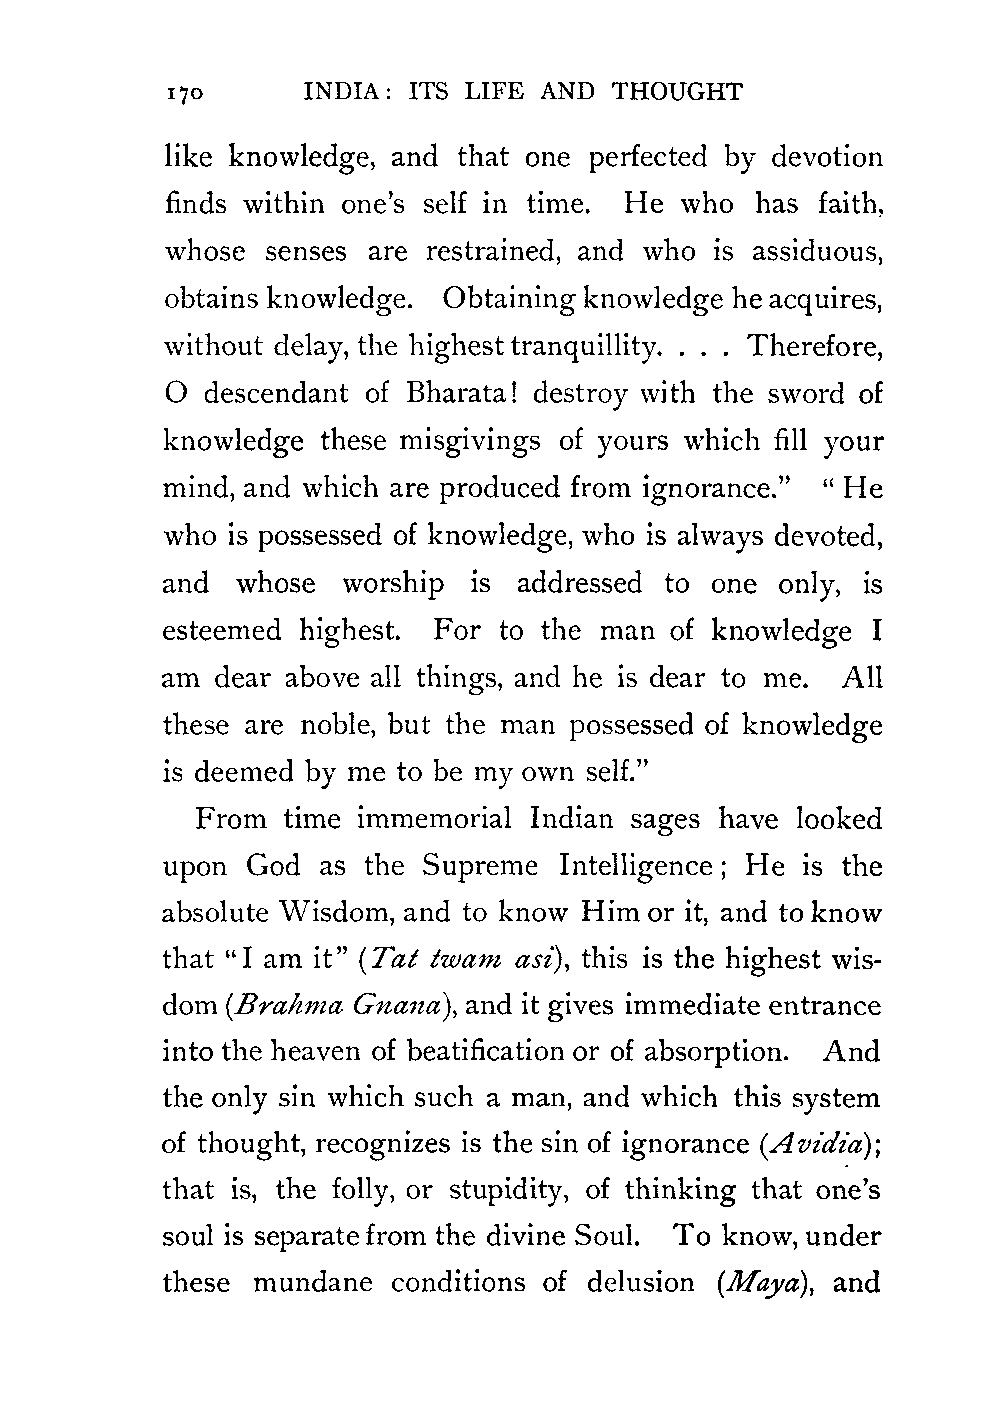 170 INDIA: ITS LIFE AND THOUGHT
like knowledge, and that one perfected by devotion
finds within one's self in time. He who has faith,
whose senses are restrained, and who is assiduous,
obtains knowledge. Obtaining knowledge he acquires,
without delay, the highest tranquillity. . . . Therefore,
O descendant of Bharata! destroy with the sword of
knowledge these misgivings of yours which fill your
mind, and which are produced from ignorance." "He
who is possessed of knowledge, who is always devoted,
and whose worship is addressed to one only, is
esteemed highest. For to the man of knowledge I
am dear above all things, and he is dear to me. All
these are noble, but the man possessed of knowledge
is deemed by me to be my own self."
From time immemorial Indian sages have looked
upon God as the Supreme Intelligence; He is the
absolute Wisdom, and to know Him or it, and to know
that "I am it" (Tat twam asi), this is the highest wis-
dom (Brahma Gnana), and it gives immediate entrance
into the heaven of beatification or of absorption. And
the only sin which such a man, and which this system
of thought, recognizes is the sin of ignorance (Avidia);
that is, the folly, or stupidity, of thinking that one's
soul is separate from the divine Soul. To know, under
these mundane conditions of delusion (Maya), and